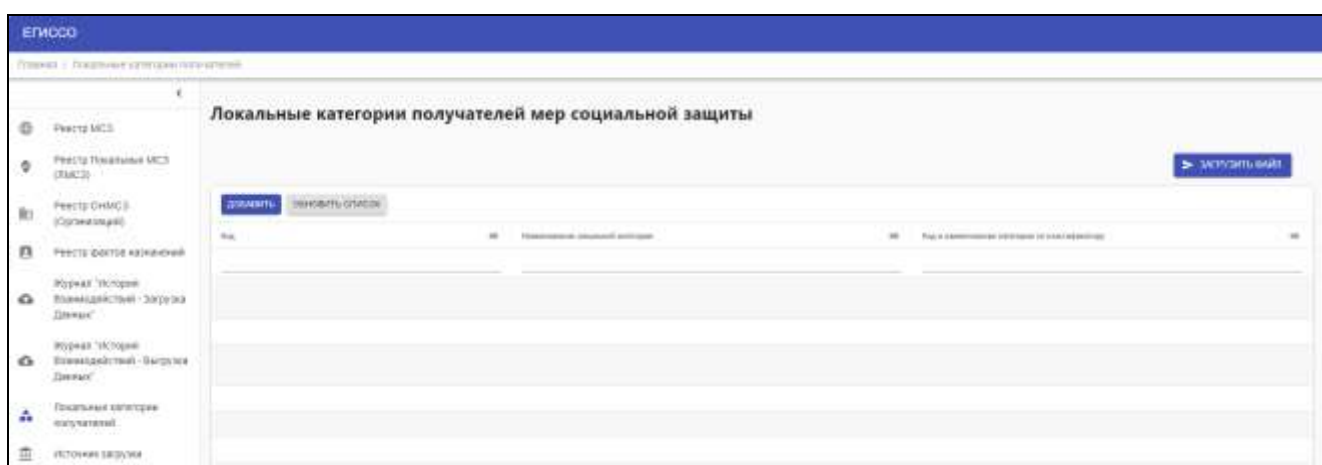 ЕГИССО
Главная / Локальные категории получателей
Локальные категории получателей мер социальной защиты
Реестр МСЗ
Реестр Локальных МСЗ
(ЛМСЗ)
ЗАГРУЗИТЬ ФАЙЛ
Реестр ОнМСЗ
(Организаций)
ДОБАВИТЬ ОБНОВИТЬ СПИСОК
Код Наименование локальной категории Код и наименование категории по классификатору
Реестр фактов назначений
Журнал "История
Взаимодействий - Загрузка
Данных"
Журнал "История
Взаимодействий - Выгрузка
Данных"
Локальные категории
получателей
Источник загрузки